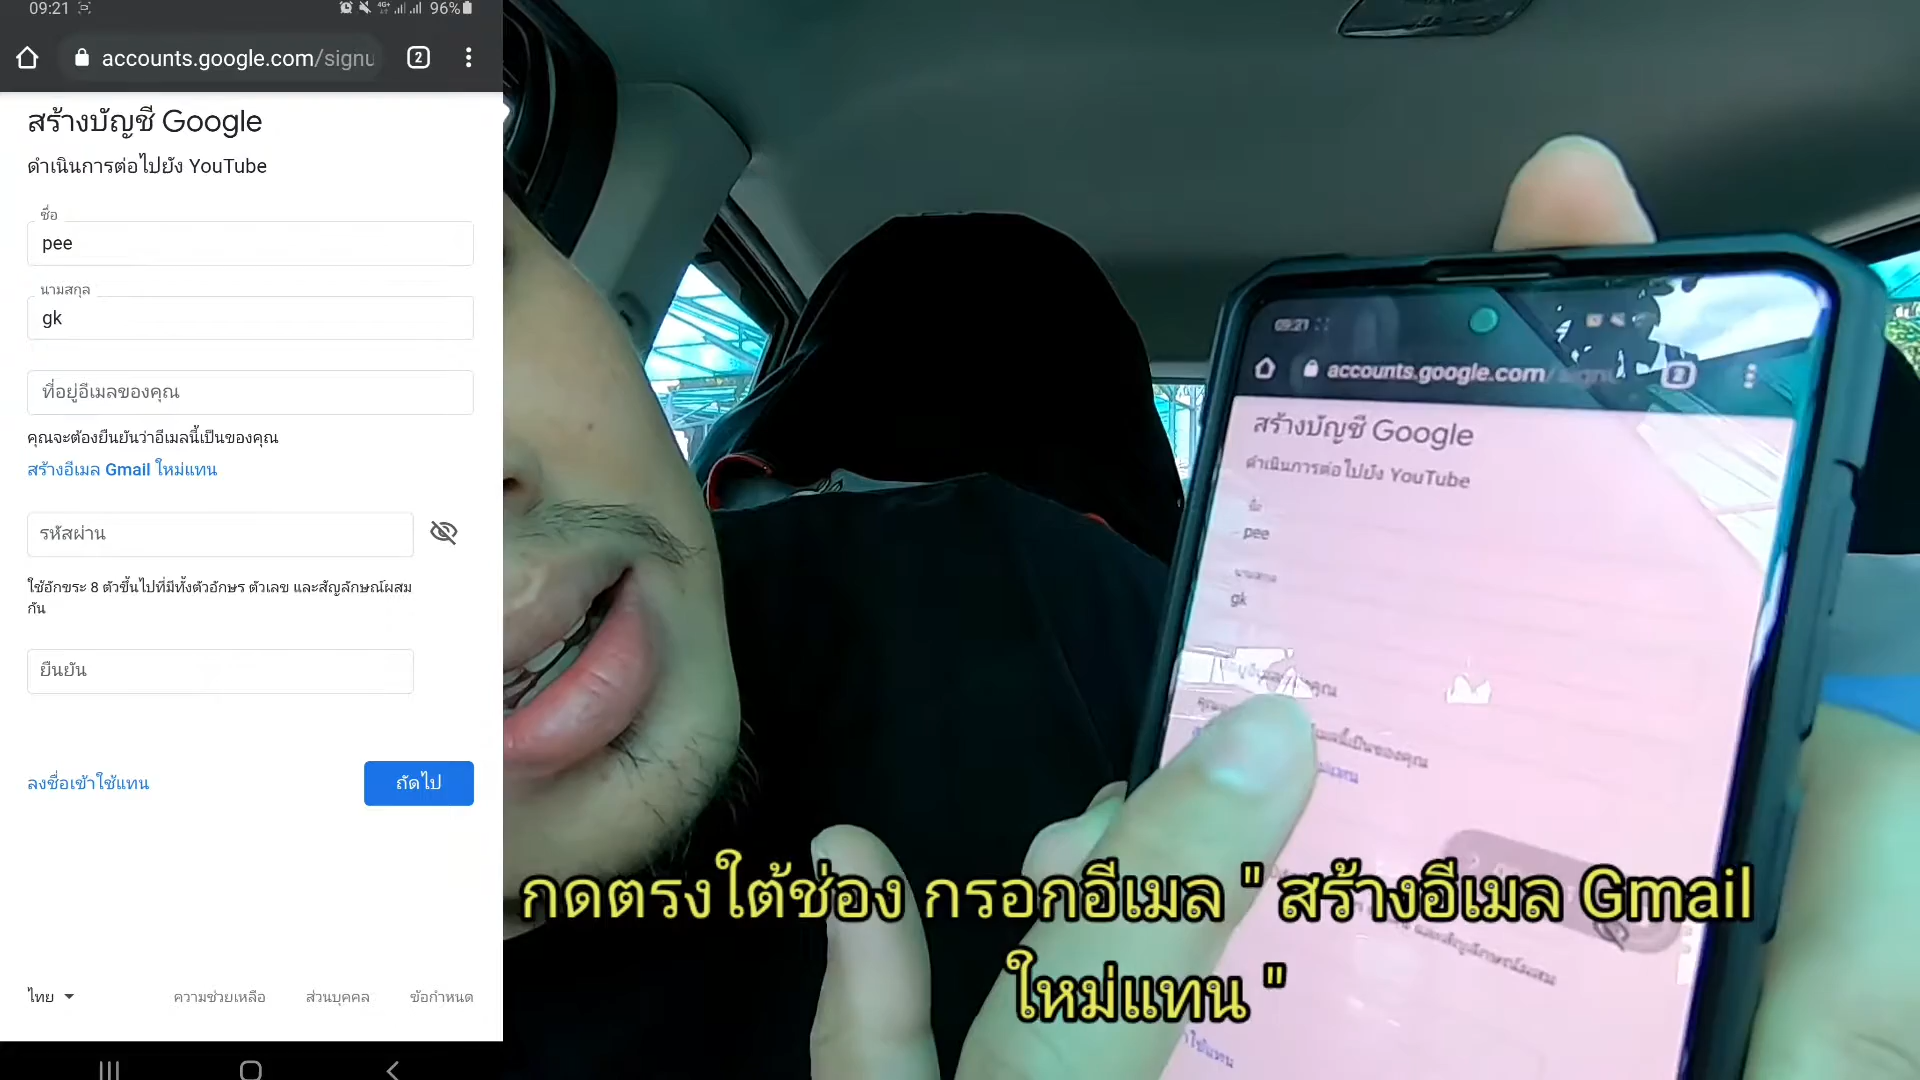 09:21
4G+
96%
accounts.google.com/signu
2
สร้างบัญชี Google
ดำเนินการต่อไปยัง YouTube
ชื่อ
pee
นามสกุล
gk
ที่อยู่อีเมลของคุณ
คุณจะต้องยืนยันว่าอีเมลนี้เป็นของคุณ
สร้างอีเมล Gmail ใหม่แทน
รหัสผ่าน
ใช้อักขระ 8 ตัวขึ้นไปที่มีทั้งตัวอักษร ตัวเลข และสัญลักษณ์ผสม
กัน
ยืนยัน
ลงชื่อเข้าใช้แทน
ถัดไป
ไทย
ความช่วยเหลือ
ส่วนบุคคล
ข้อกำหนด
09:21
accounts.google.com/signu
2
สร้างบัญชี Google
ดำเนินการต่อไปยัง YouTube
ชื่อ
pee
นามสกุล
gk
กดตรงใต้ช่อง กรอกอีเมล " สร้างอีเมล Gmail
ใหม่แทน "